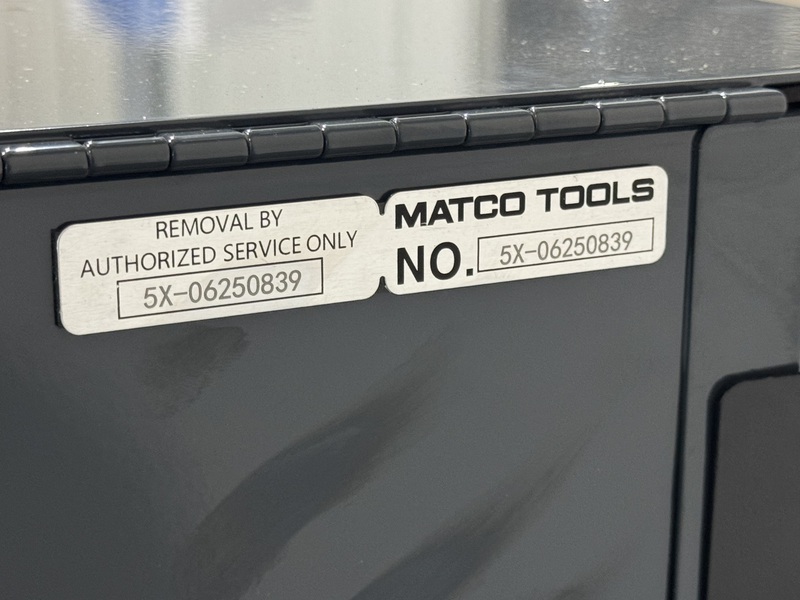 REMOVAL BY
AUTHORIZED SERVICE ONLY
5X-06250839
MATCO TOOLS
NO. 5X-06250839